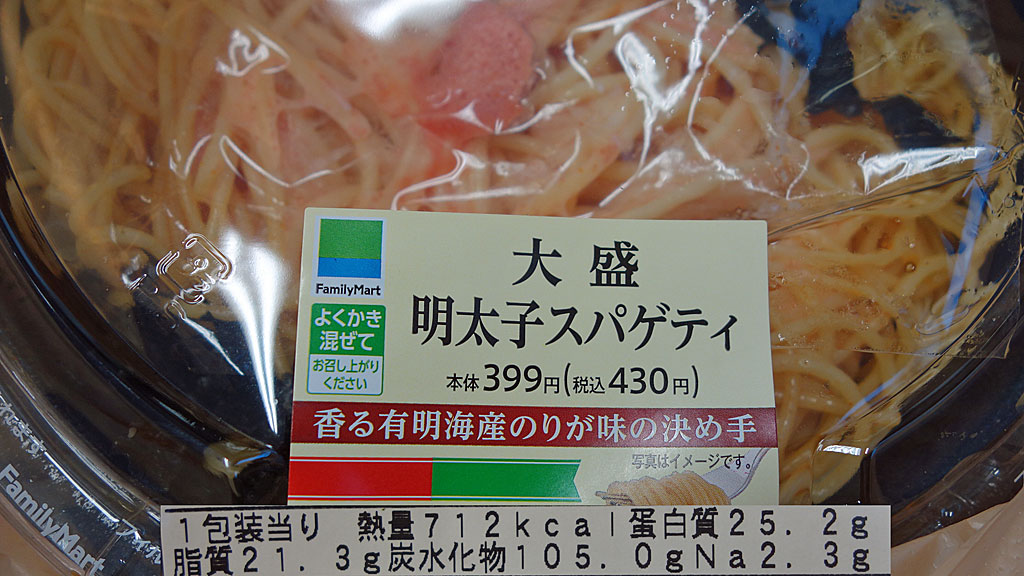 FamilyMart
大盛
明太子スパゲティ
よくかき
混ぜて
お召し上がり
ください
本体399円(税込430円)
香る有明海産のりが味の決め手
写真はイメージです。
1包装当り 熱量712kcal蛋白質25.2g
脂質21.3g炭水化物105.0gNa2.3g
FamilyMart